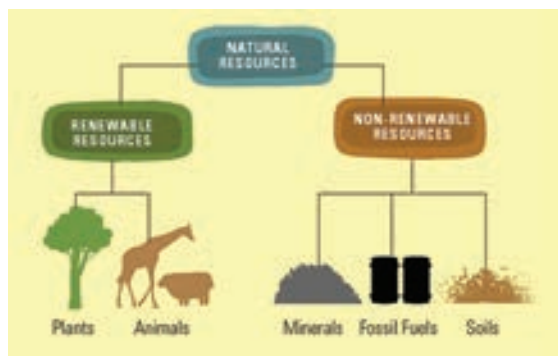 NATURAL
RESOURCES
RENEWABLE
RESOURCES
NON-RENEWABLE
RESOURCES
Plants
Animals
Minerals
Fossil Fuels
Soils